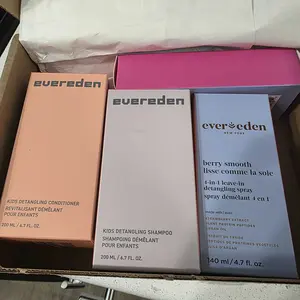 evereden
KIDS DETANGLING CONDITIONER
REVITALISANT DÉMÊLANT
POUR ENFANTS
200 ML / 6.7 fl. oz.
evereden
KIDS DETANGLING SHAMPOO
SHAMPOING DÉMÊLANT
POUR ENFANTS
200 ML / 6.7 FL. OZ.
ever eden
NEW YORK
berry smooth
lisse comme la soie
4-in-1 leave-in
detangling spray
spray démêlant 4 en 1
140 ml / 4.7 fl. oz.